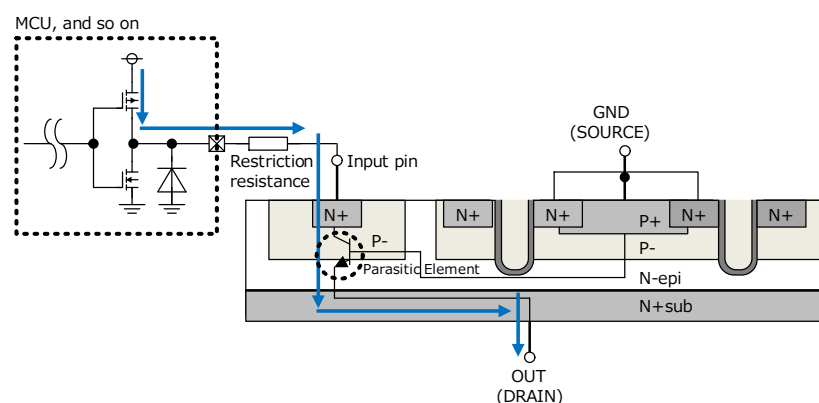 MCU, and so on
GND
(SOURCE)
Restriction
resistance
Input pin
N+
N+
N+
P+
N+
N+
P-
P-
Parasitic Element
N-epi
N+sub
OUT
(DRAIN)